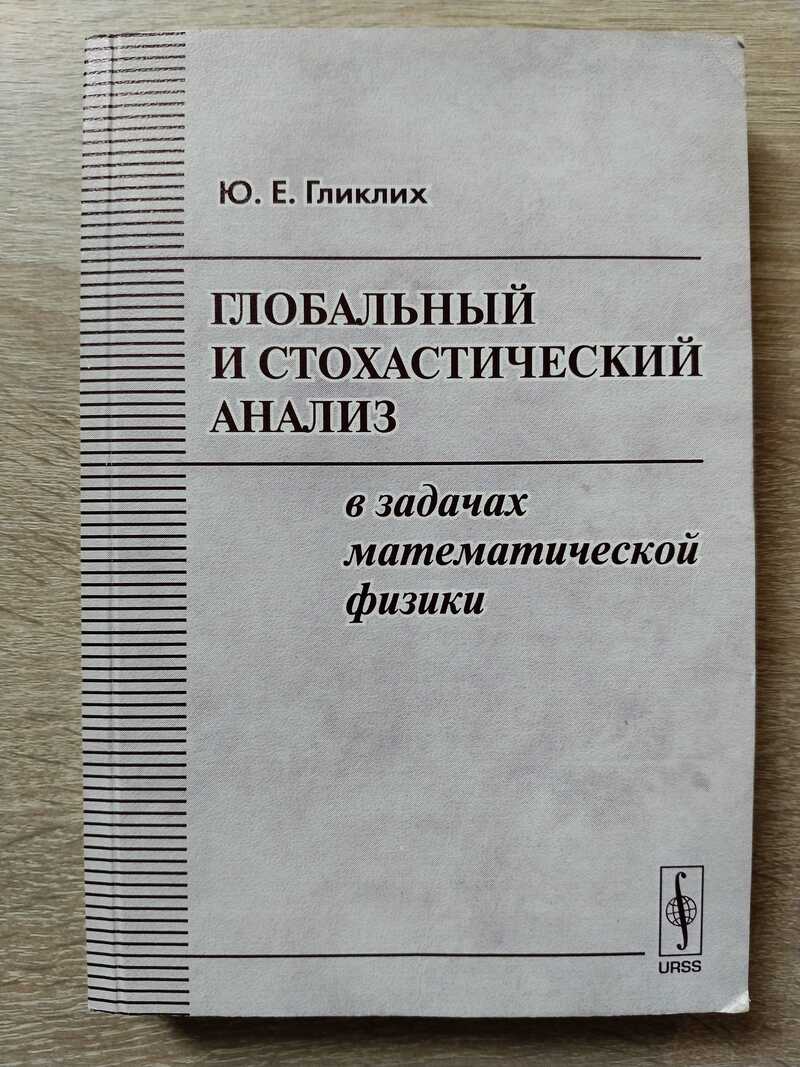 Ю. Е. Гликлих
ГЛОБАЛЬНЫЙ
И СТОХАСТИЧЕСКИЙ
АНАЛИЗ
в задачах
математической
физики
URSS